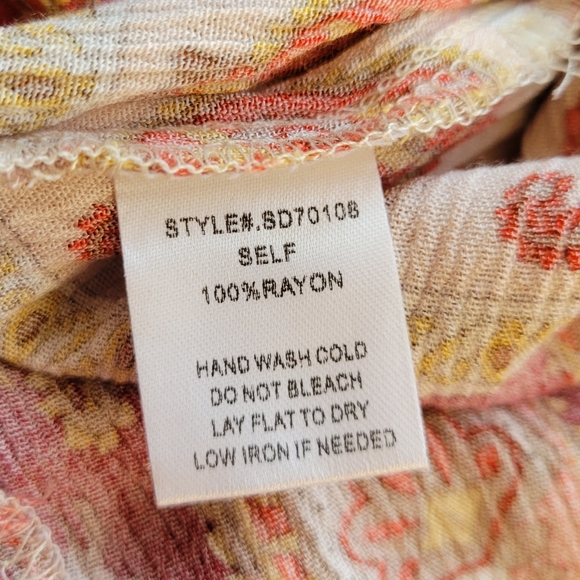 STYLE#.SD70108
SELF
100%RAYON
HAND WASH COLD
DO NOT BLEACH
LAY FLAT TO DRY
LOW IRON IF NEEDED